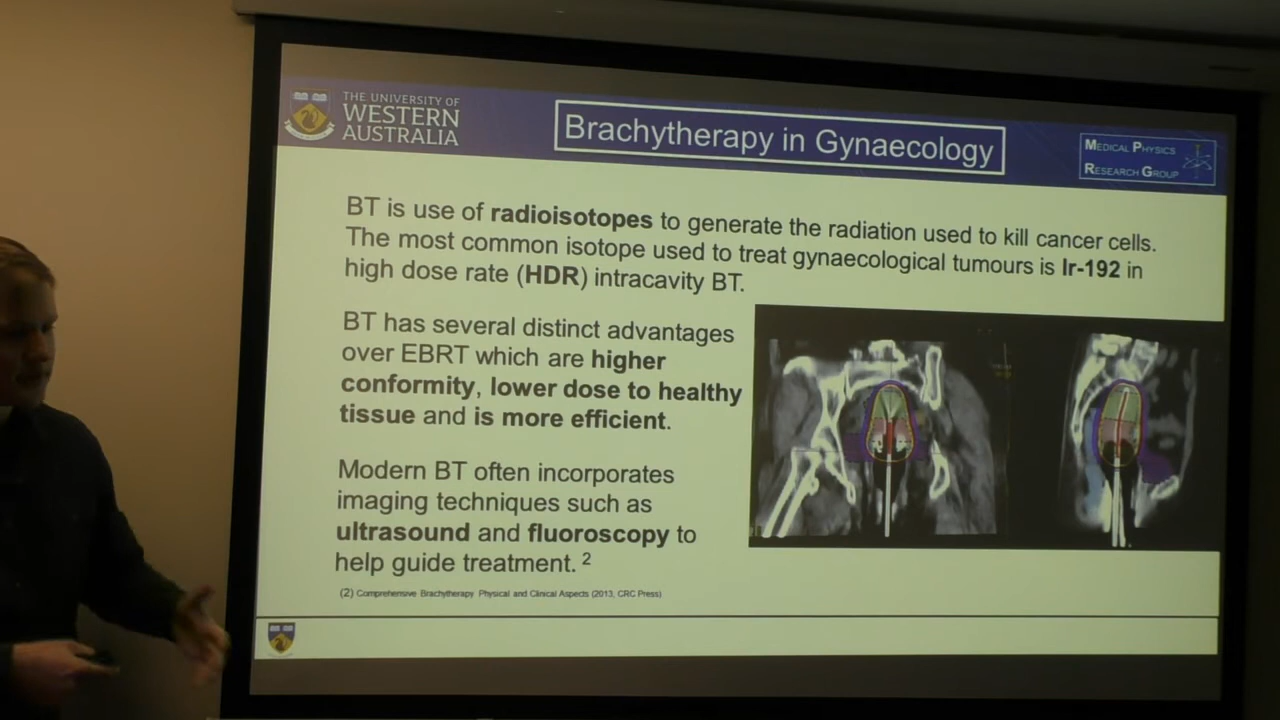 THE UNIVERSITY OF
WESTERN
AUSTRALIA
Brachytherapy in Gynaecology
MEDICAL PHYSICS
RESEARCH GROUP
BT is use of radioisotopes to generate the radiation used to kill cancer cells.
The most common isotope used to treat gynaecological tumours is Ir-192 in
high dose rate (HDR) intracavity BT.
BT has several distinct advantages
over EBRT which are higher
conformity, lower dose to healthy
tissue and is more efficient.
Modern BT often incorporates
imaging techniques such as
ultrasound and fluoroscopy to
help guide treatment. 2
(2) Comprehensive Brachytherapy Physical and Clinical Aspects (2013, CRC Press)